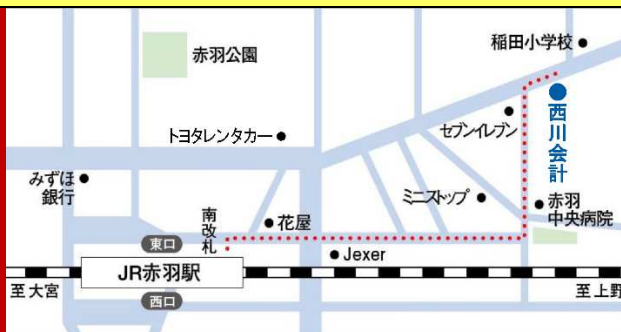 稲田小学校
赤羽公園
西川会計
セブンイレブン
トヨタレンタカー
みずほ
銀行
ミニストップ
赤羽
中央病院
南改札
花屋
東口
Jexer
JR赤羽駅
至大宮
至上野
西口